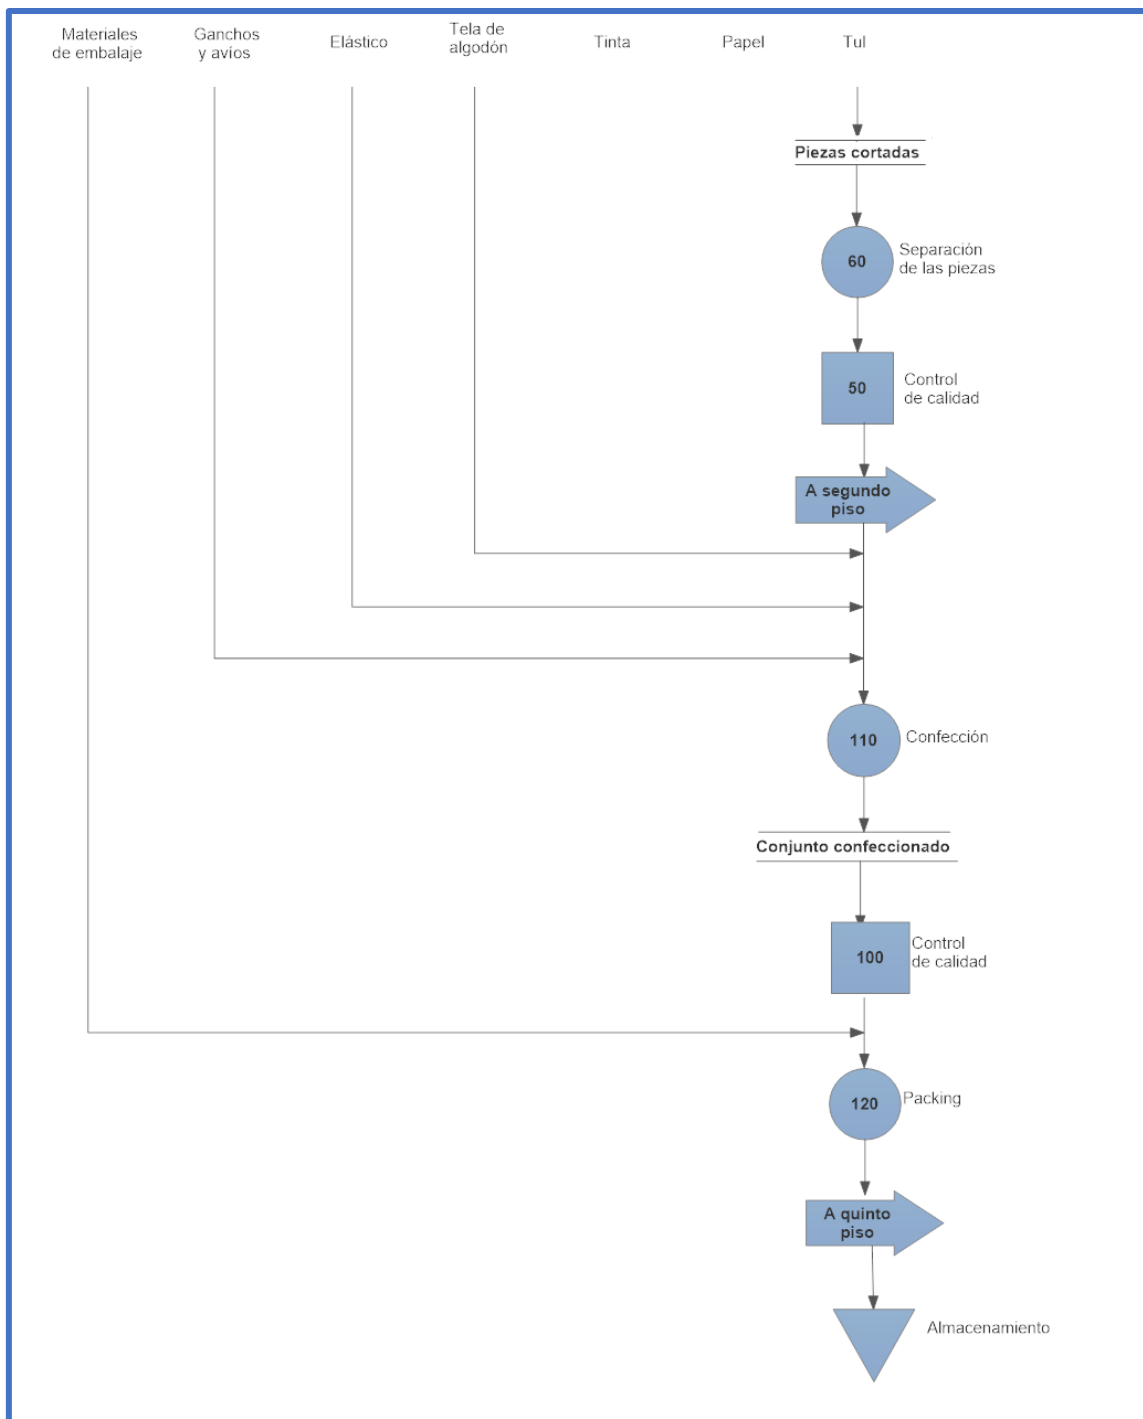 Materiales
de embalaje
Ganchos
y avíos
Elástico
Tela de
algodón
Tinta
Papel
Tul
Piezas cortadas
60
Separación
de las piezas
50
Control
de calidad
A segundo
piso
110
Confección
Conjunto confeccionado
100
Control
de calidad
120
Packing
A quinto
piso
Almacenamiento